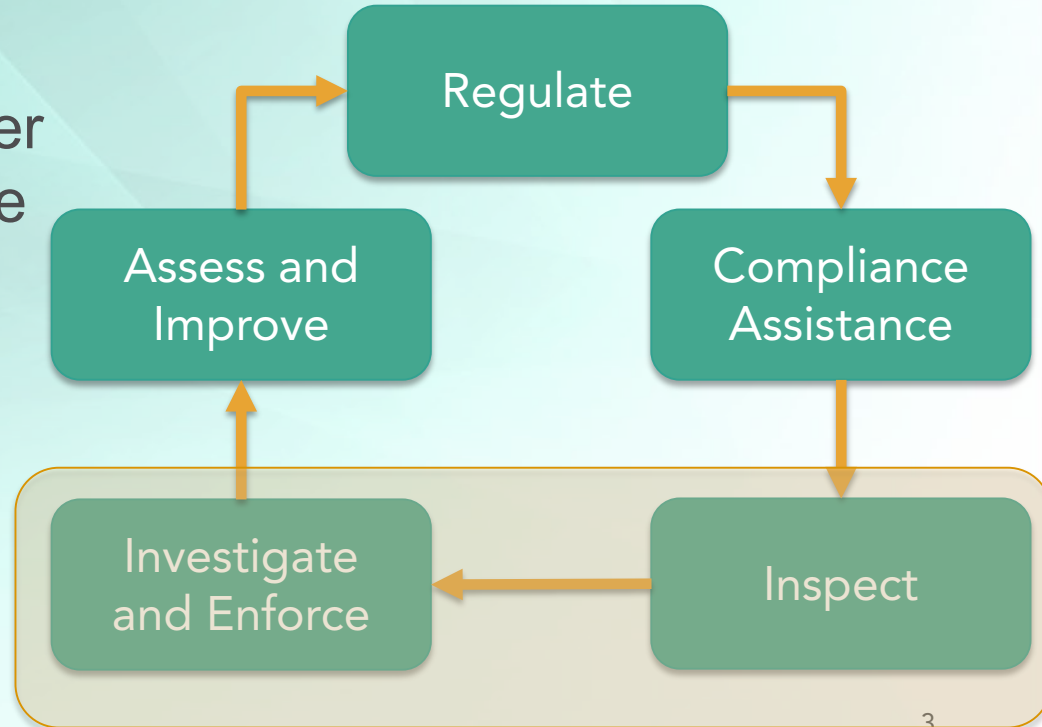 er
e
Regulate
Assess and
Improve
Compliance
Assistance
Investigate
and Enforce
Inspect
3